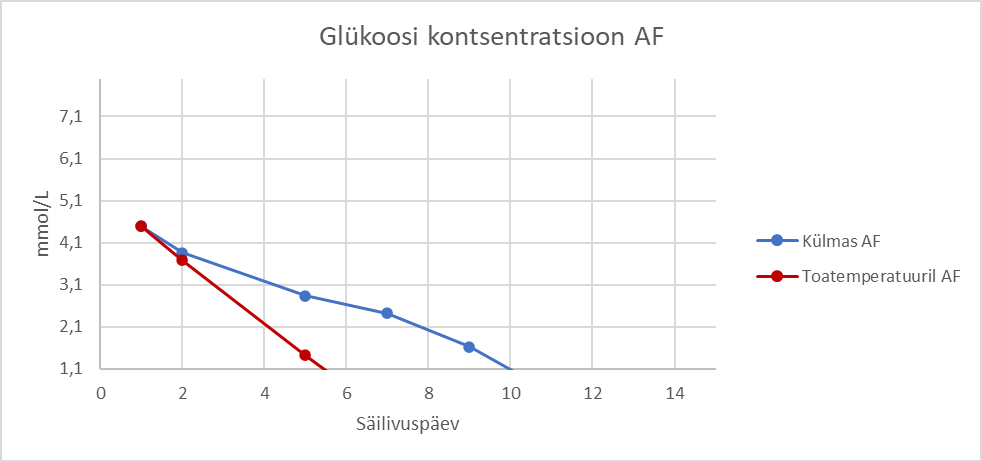 Glükoosi kontsentratsioon AF
mmol/L
7,1
6,1
5,1
4,1
3,1
2,1
1,1
0 2 4 6 8 10 12 14
Säilivuspäev
Külmas AF
Toatemperatuuril AF